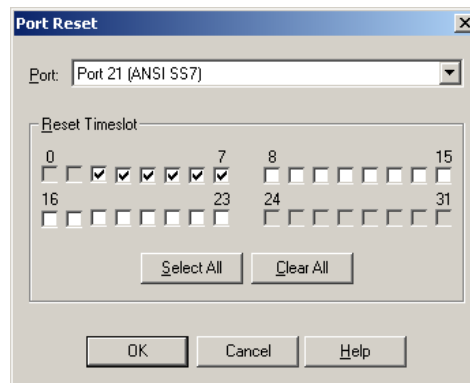 Port Reset
Port: Port 21 (ANSI SS7)
Reset Timeslot
0 7 8 15
16 23 24 31
Select All Clear All
OK Cancel Help